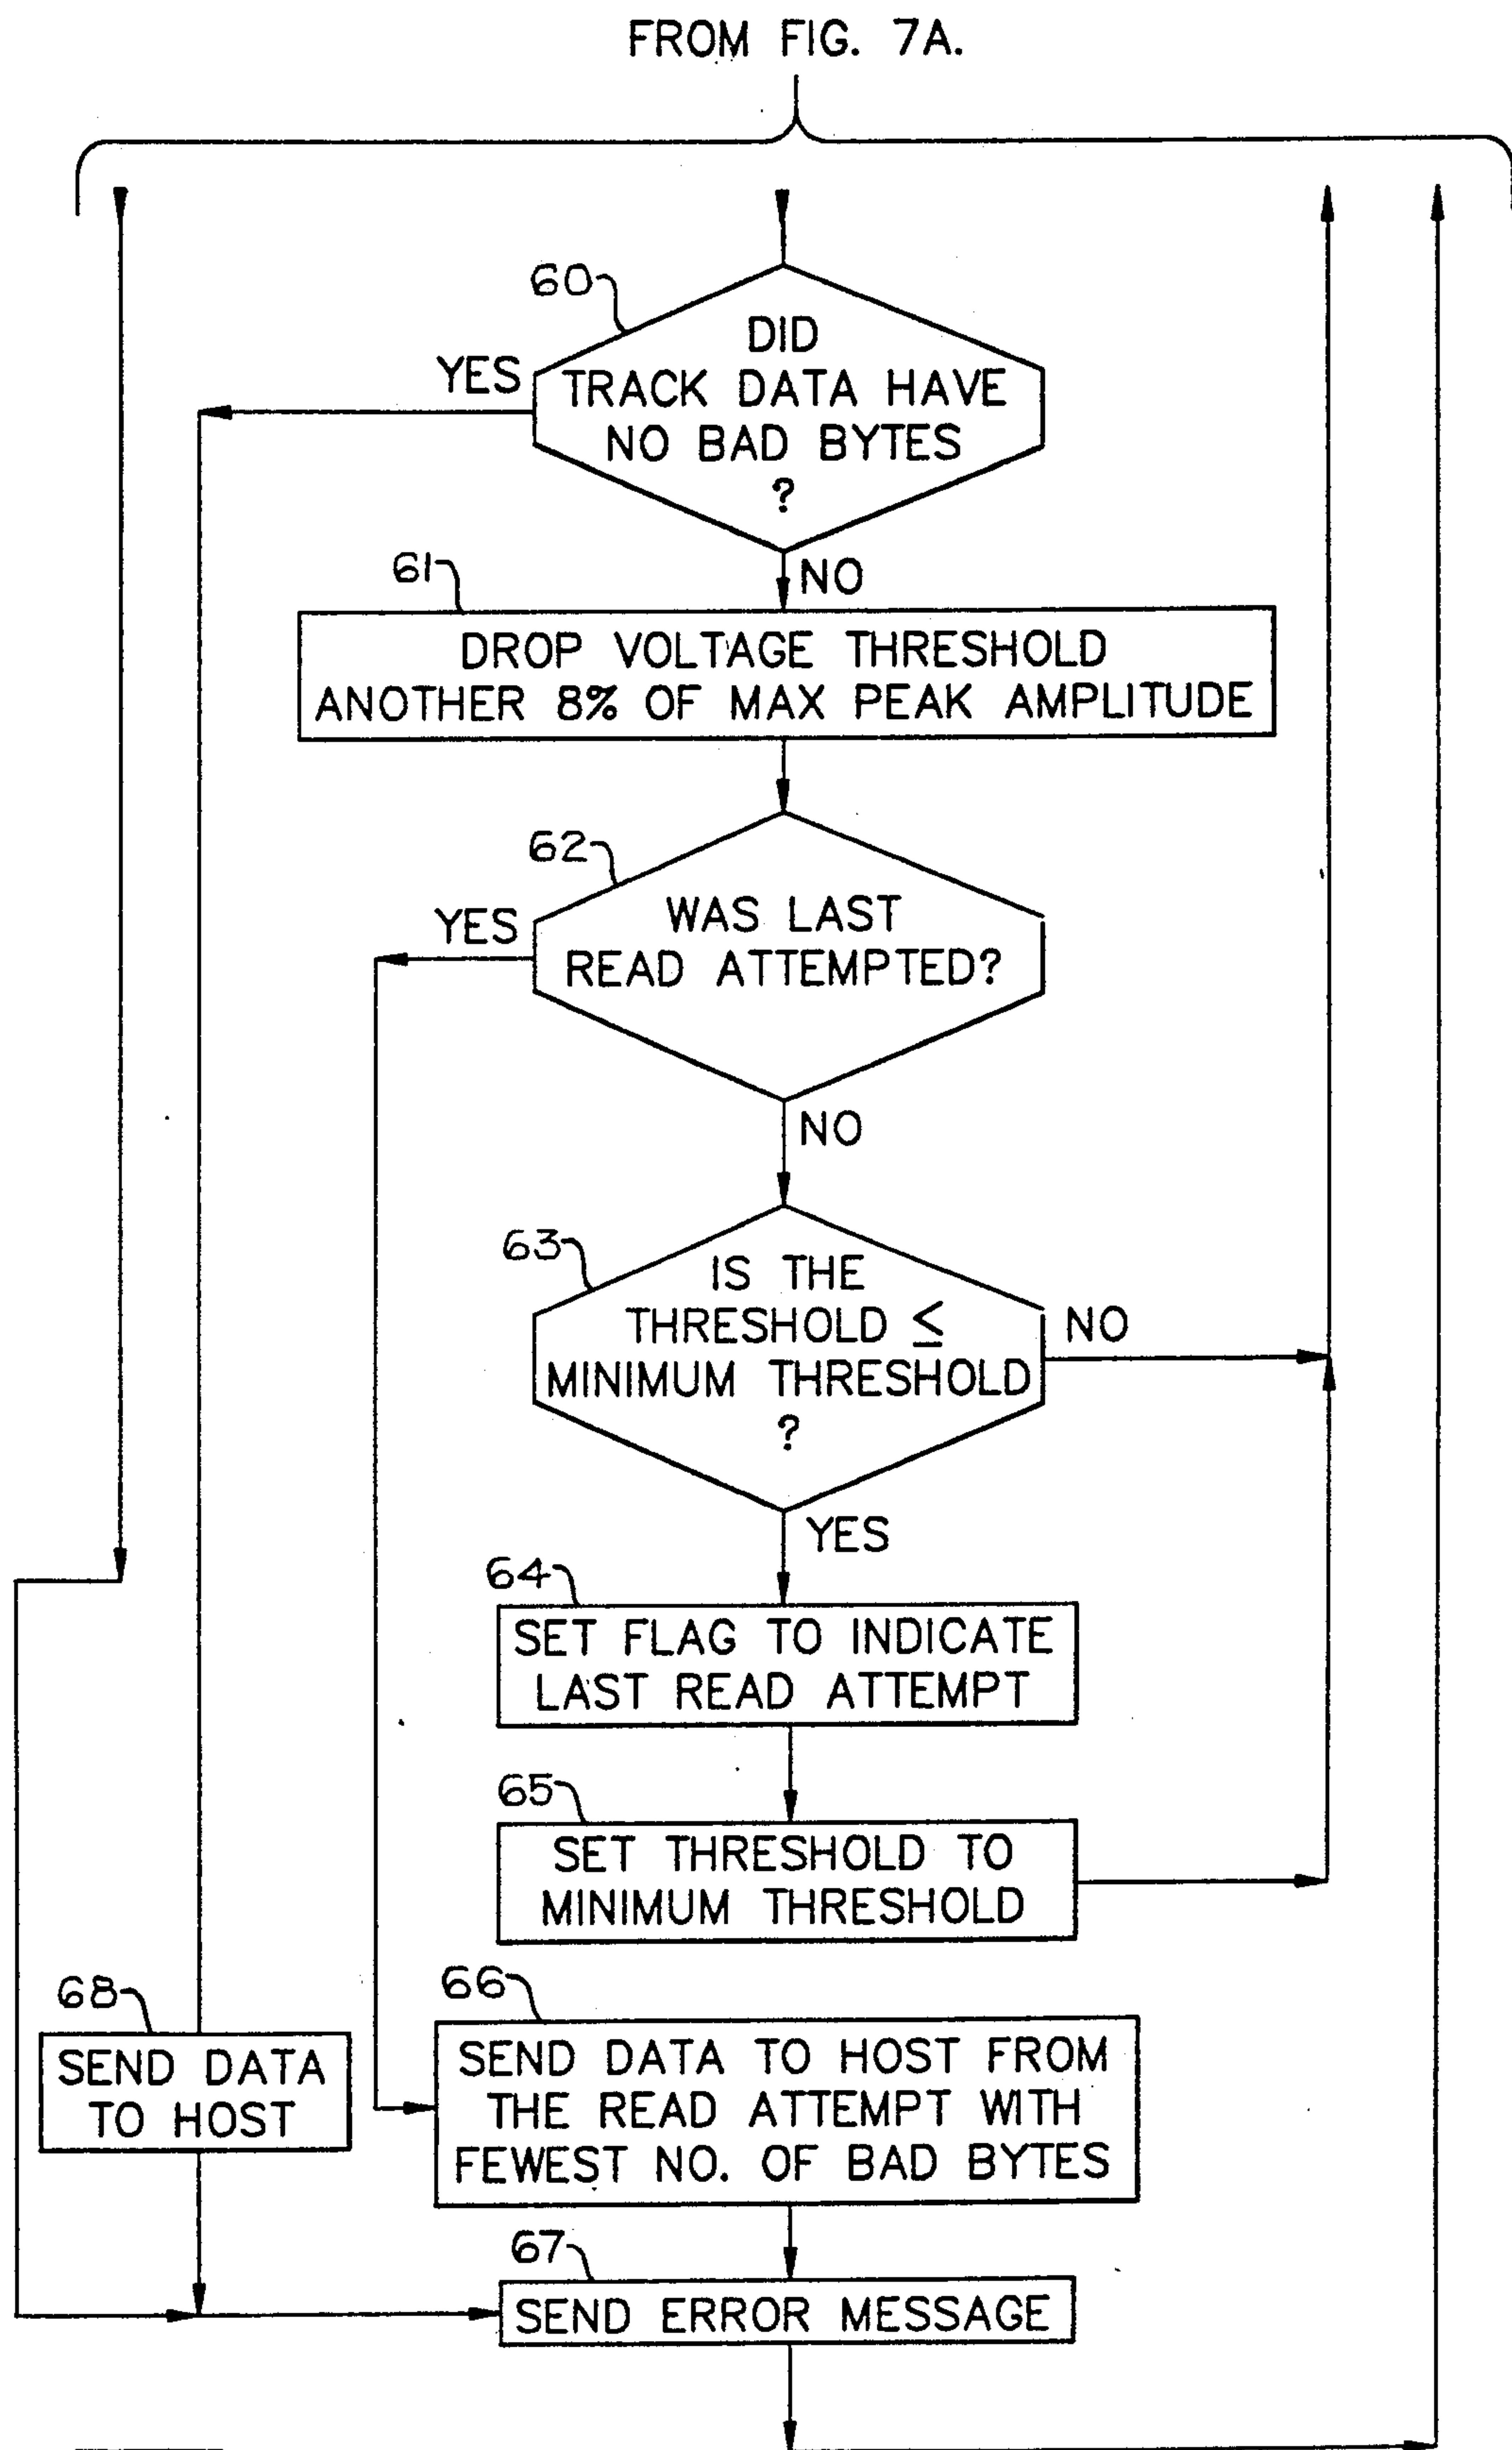 FROM FIG. 7A.
60
DID
TRACK DATA HAVE
NO BAD BYTES
?
YES
NO
61
DROP VOLTAGE THRESHOLD
ANOTHER 8% OF MAX PEAK AMPLITUDE
62
WAS LAST
READ ATTEMPTED?
YES
NO
63
IS THE
THRESHOLD ≤
MINIMUM THRESHOLD
?
NO
YES
64
SET FLAG TO INDICATE
LAST READ ATTEMPT
65
SET THRESHOLD TO
MINIMUM THRESHOLD
68
SEND DATA
TO HOST
66
SEND DATA TO HOST FROM
THE READ ATTEMPT WITH
FEWEST NO. OF BAD BYTES
67
SEND ERROR MESSAGE